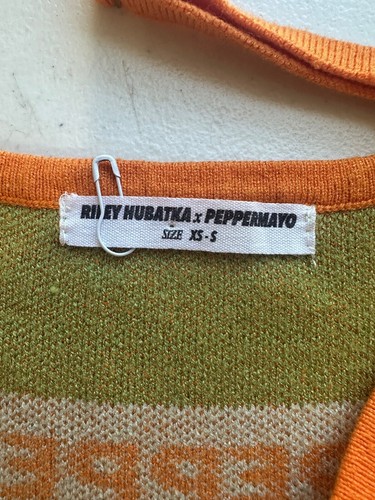 RILEY HUBATKA x PEPPERMAYO
SIZE XS-S